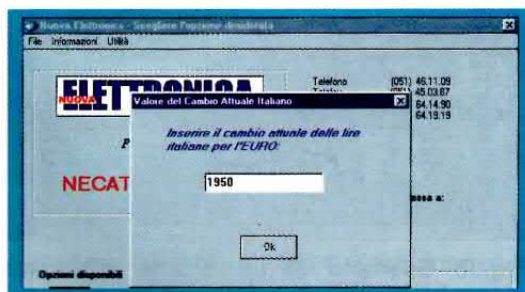 Nuova Elettronica - Scegliere l'opzione desiderata
File Informazioni Utilità
NUOVA ELETTRONICA
Telefono (051) 46.11.09
45.03.87
64.14.90
64.19.19
Valore del Cambio Attuale Italiano
Inserire il cambio attuale delle lire
italiane per l'EURO:
NECAT
1950
Ok
Opzioni disponibili